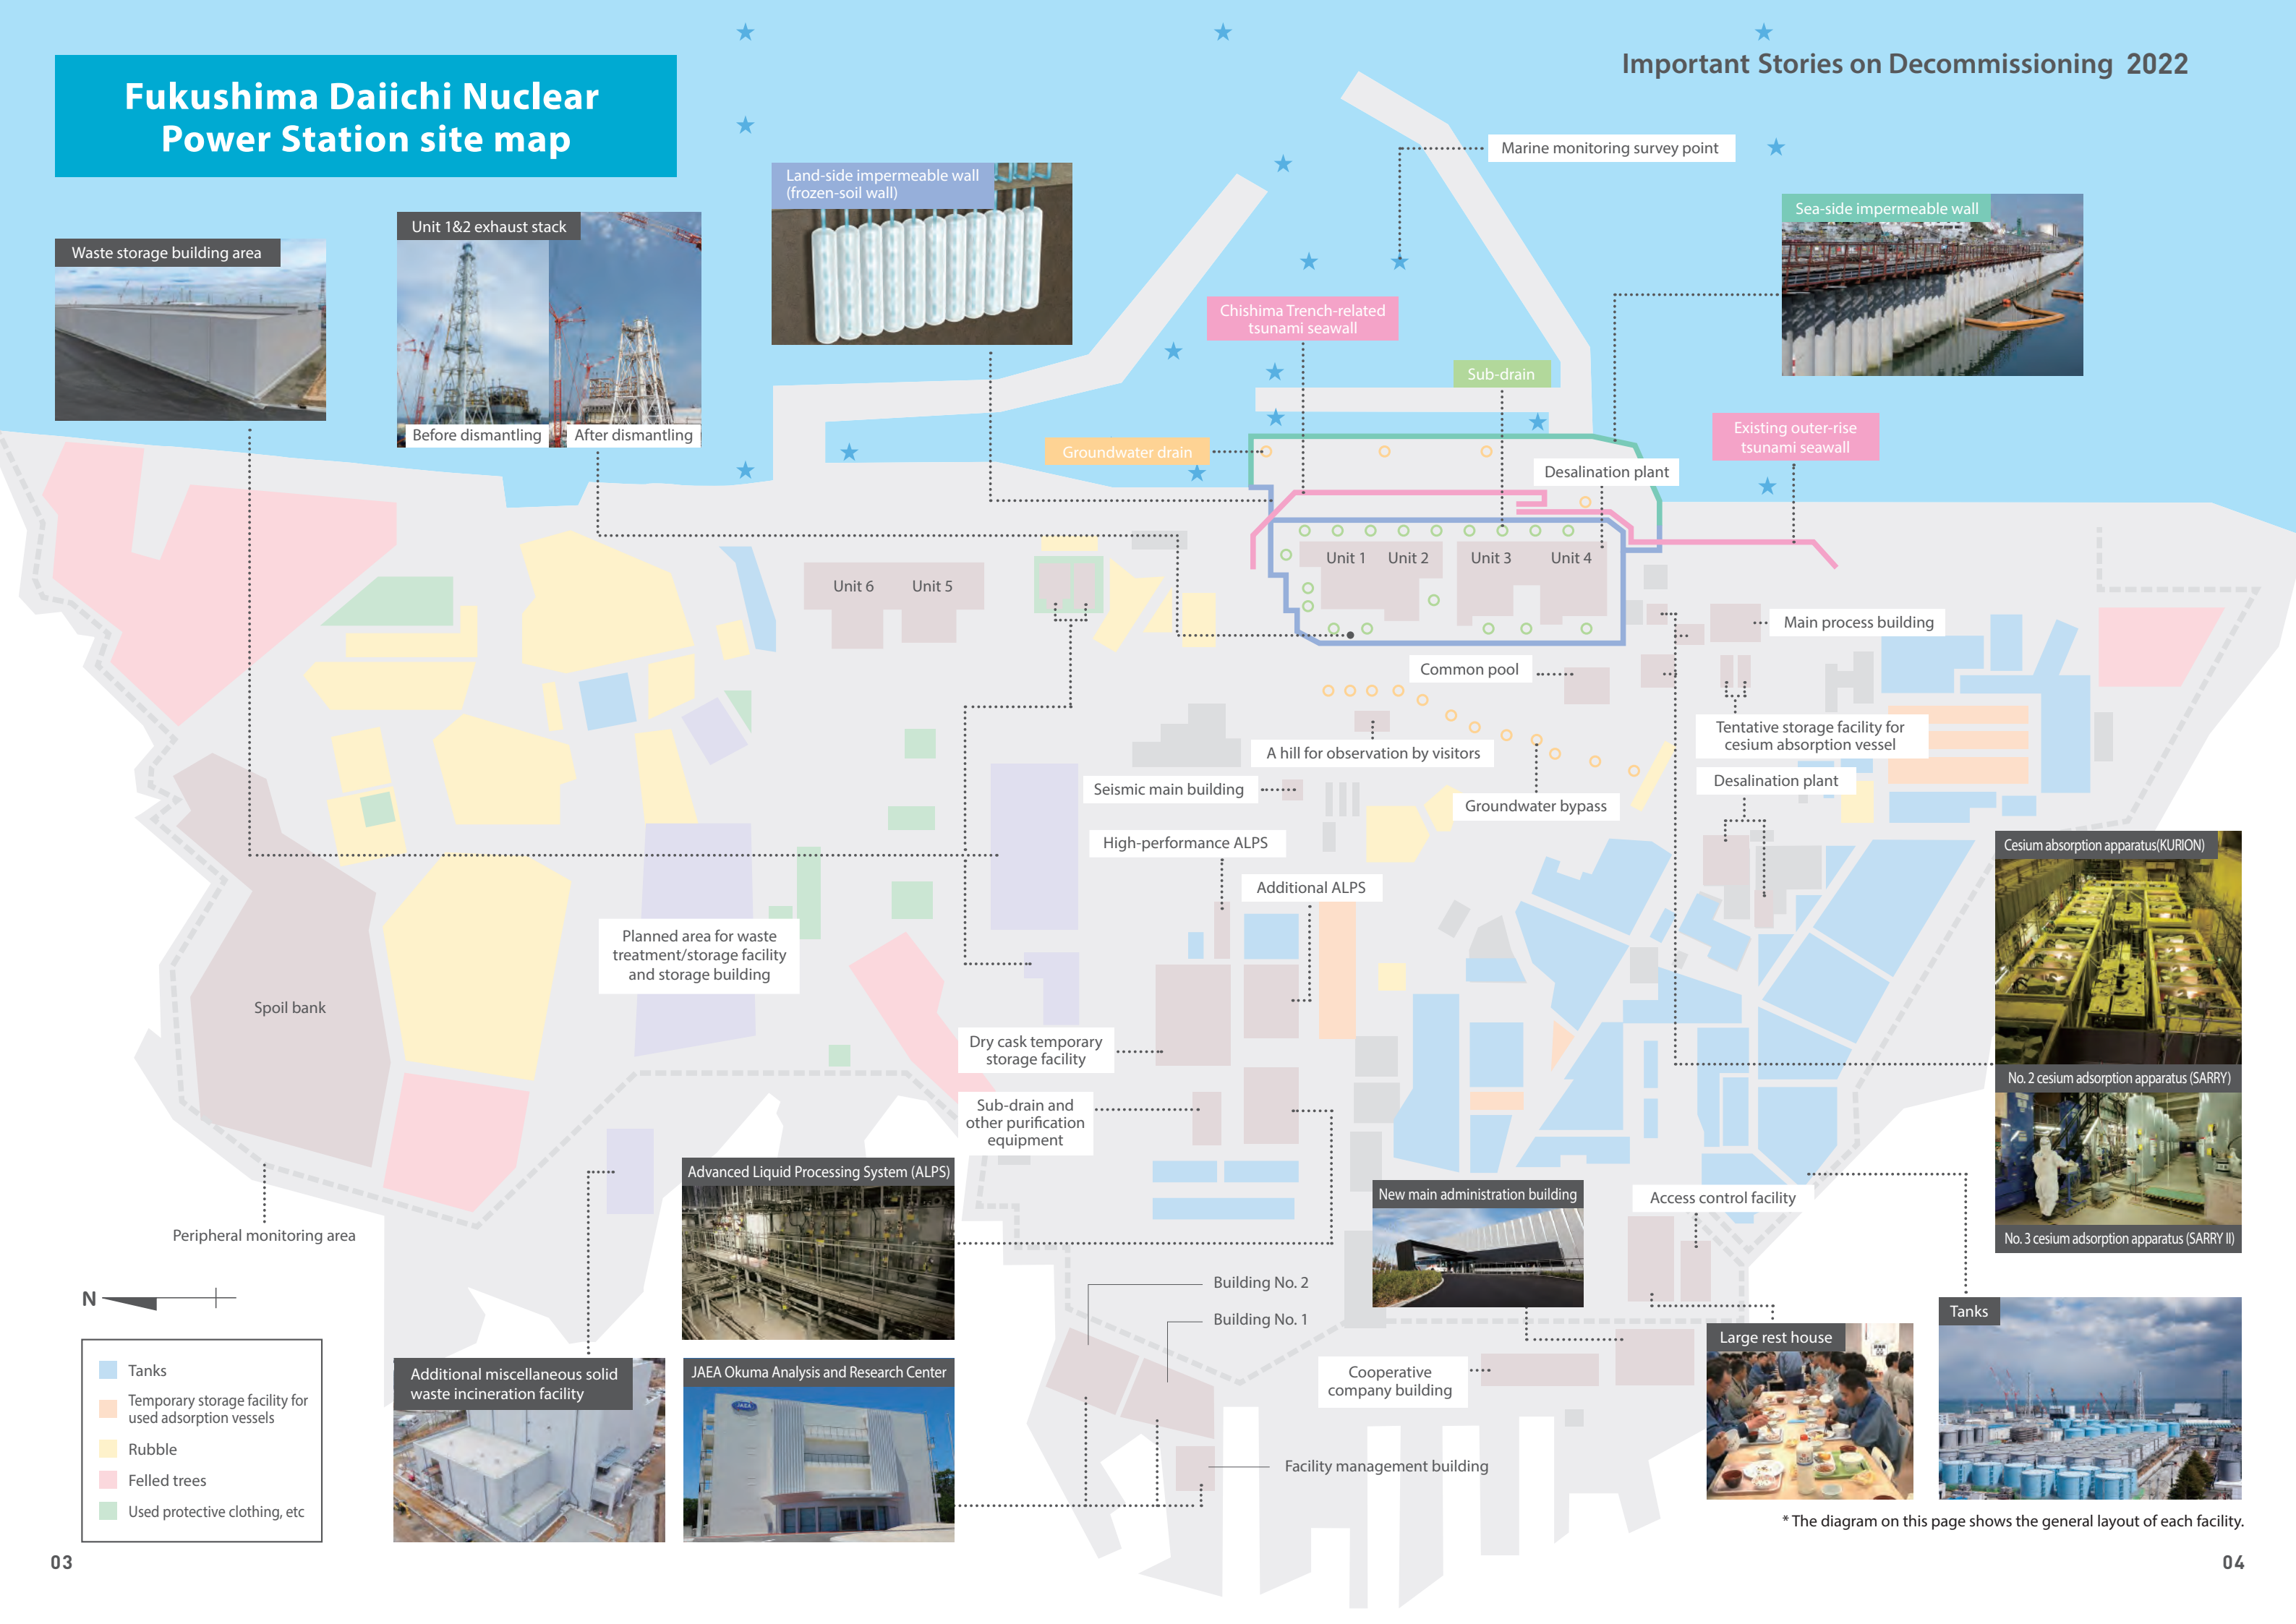 Important Stories on Decommissioning 2022
Fukushima Daiichi Nuclear
Power Station site map
Marine monitoring survey point
Land-side impermeable wall
(frozen-soil wall)
Sea-side impermeable wall
Unit 1&2 exhaust stack
Waste storage building area
Before dismantling
After dismantling
Chishima Trench-related
tsunami seawall
Sub-drain
Existing outer-rise
tsunami seawall
Groundwater drain
Desalination plant
Unit 1
Unit 2
Unit 3
Unit 4
Unit 6
Unit 5
Main process building
Common pool
Tentative storage facility for
cesium absorption vessel
A hill for observation by visitors
Desalination plant
Seismic main building
Groundwater bypass
High-performance ALPS
Cesium absorption apparatus(KURION)
Additional ALPS
Planned area for waste
treatment/storage facility
and storage building
Spoil bank
Dry cask temporary
storage facility
No. 2 cesium adsorption apparatus (SARRY)
Sub-drain and
other purification
equipment
Advanced Liquid Processing System (ALPS)
New main administration building
Access control facility
Peripheral monitoring area
No. 3 cesium adsorption apparatus (SARRY II)
Building No. 2
Building No. 1
N
Tanks
Large rest house
Tanks
Temporary storage facility for
used adsorption vessels
Rubble
Felled trees
Used protective clothing, etc
Additional miscellaneous solid
waste incineration facility
JAEA Okuma Analysis and Research Center
JAEA
Cooperative
company building
Facility management building
* The diagram on this page shows the general layout of each facility.
03
04